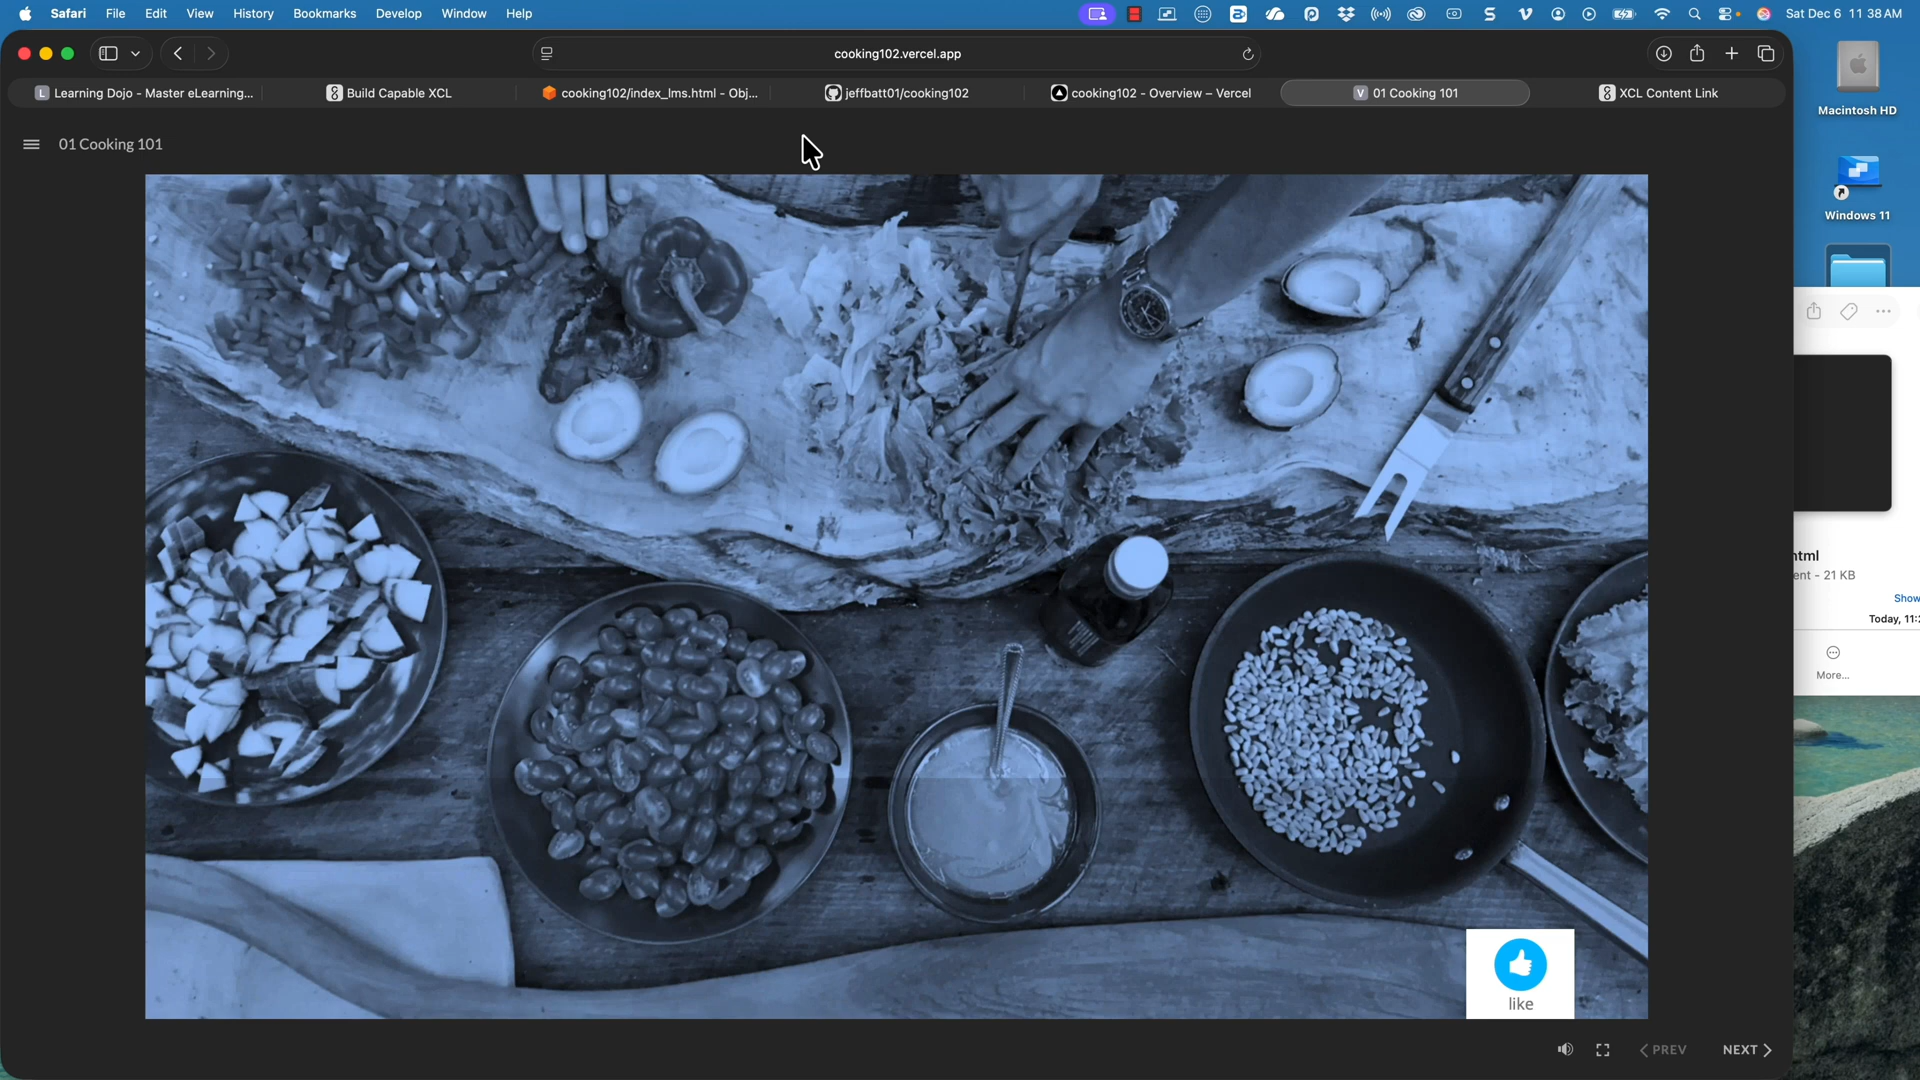 Safari File Edit View History Bookmarks Develop Window Help
Sat Dec 6 11 38 AM
cooking102.vercel.app
Learning Dojo - Master eLearning...
Build Capable XCL
cooking102/index_lms.html - Obj...
jeffbatt01/cooking102
cooking102 - Overview – Vercel
01 Cooking 101
XCL Content Link
01 Cooking 101
Macintosh HD
Windows 11
html
ent - 21 KB
Show
Today, 11:2
More...
like
PREV
NEXT